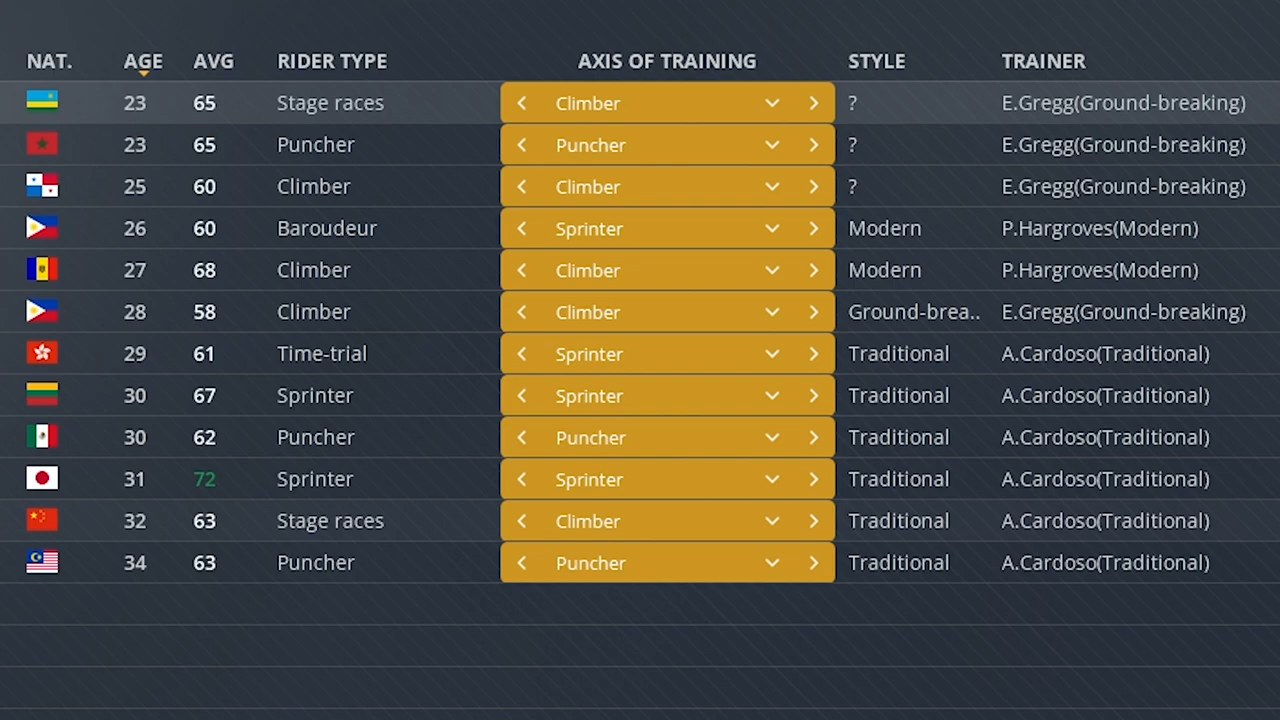 NAT. AGE AVG RIDER TYPE AXIS OF TRAINING STYLE TRAINER
23 65 Stage races Climber ? E.Gregg(Ground-breaking)
23 65 Puncher Puncher ? E.Gregg(Ground-breaking)
25 60 Climber Climber ? E.Gregg(Ground-breaking)
26 60 Baroudeur Sprinter Modern P.Hargroves(Modern)
27 68 Climber Climber Modern P.Hargroves(Modern)
28 58 Climber Climber Ground-brea.. E.Gregg(Ground-breaking)
29 61 Time-trial Sprinter Traditional A.Cardoso(Traditional)
30 67 Sprinter Sprinter Traditional A.Cardoso(Traditional)
30 62 Puncher Puncher Traditional A.Cardoso(Traditional)
31 72 Sprinter Sprinter Traditional A.Cardoso(Traditional)
32 63 Stage races Climber Traditional A.Cardoso(Traditional)
34 63 Puncher Puncher Traditional A.Cardoso(Traditional)